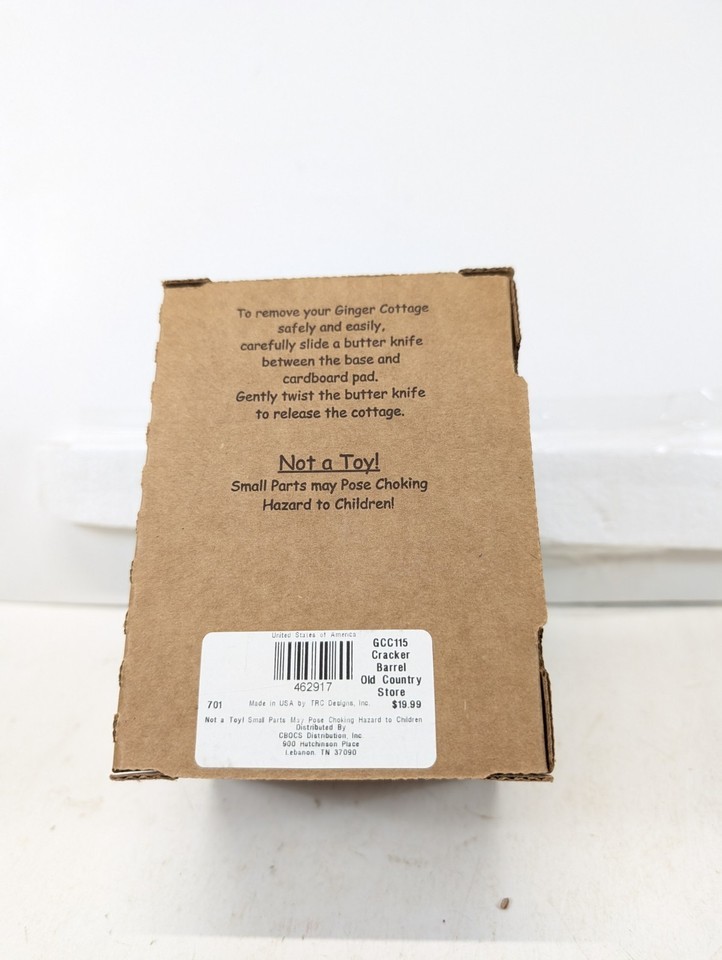 To remove your Ginger Cottage
safely and easily,
carefully slide a butter knife
between the base and
cardboard pad.
Gently twist the butter knife
to release the cottage.
Not a Toy!
Small Parts may Pose Choking
Hazard to Children!
United States of America
462917
GCC115
Cracker
Barrel
Old Country
Store
$19.99
701
Made in USA by TRC Designs, Inc.
Not a Toy! Small Parts May Pose Choking Hazard to Children
Distributed By
CBOCS Distribution, Inc.
900 Hutchinson Place
Lebanon, TN 37090